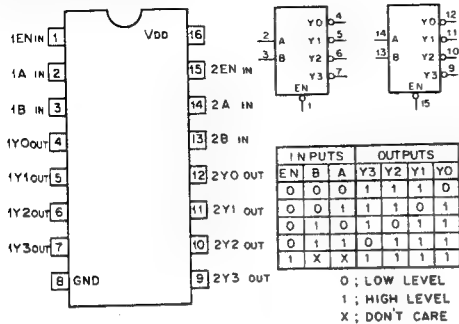 1EN IN 1
1A IN 2
1B IN 3
1Y0 OUT 4
1Y1 OUT 5
1Y2 OUT 6
1Y3 OUT 7
8 GND
VDD 16
15 2EN IN
14 2A IN
13 2B IN
12 2Y0 OUT
11 2Y1 OUT
10 2Y2 OUT
9 2Y3 OUT
2 A Y0 4
3 B Y1 5
Y2 6
Y3 7
EN
1
14 A Y0 12
13 B Y1 11
Y2 10
Y3 9
EN
15
INPUTS OUTPUTS
EN B A Y3 Y2 Y1 Y0
0 0 0 1 1 1 0
0 0 1 1 1 0 1
0 1 0 1 0 1 1
0 1 1 0 1 1 1
1 X X 1 1 1 1
0 ; LOW LEVEL
1 ; HIGH LEVEL
X ; DON'T CARE